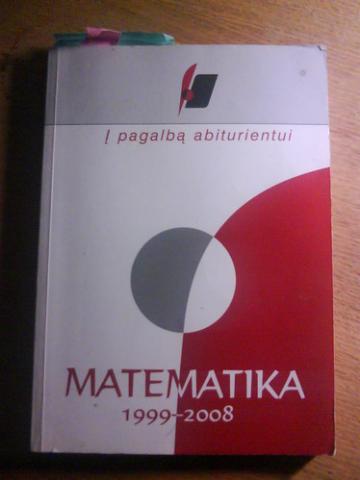 Į pagalbą abiturientui
MATEMATIKA
1999–2008